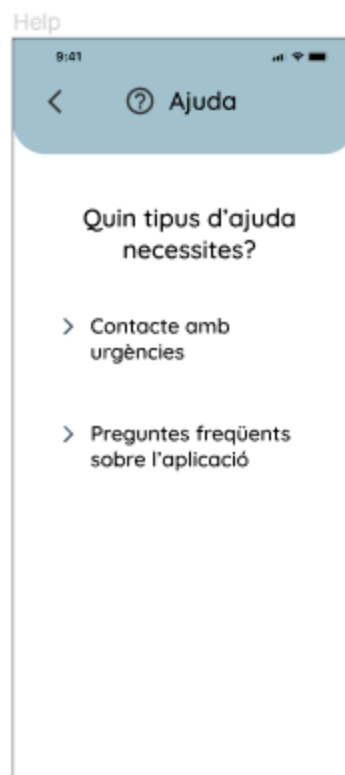 Help
9:41
Ajuda
Quin tipus d'ajuda
necessites?
Contacte amb
urgències
Preguntes freqüents
sobre l'aplicació